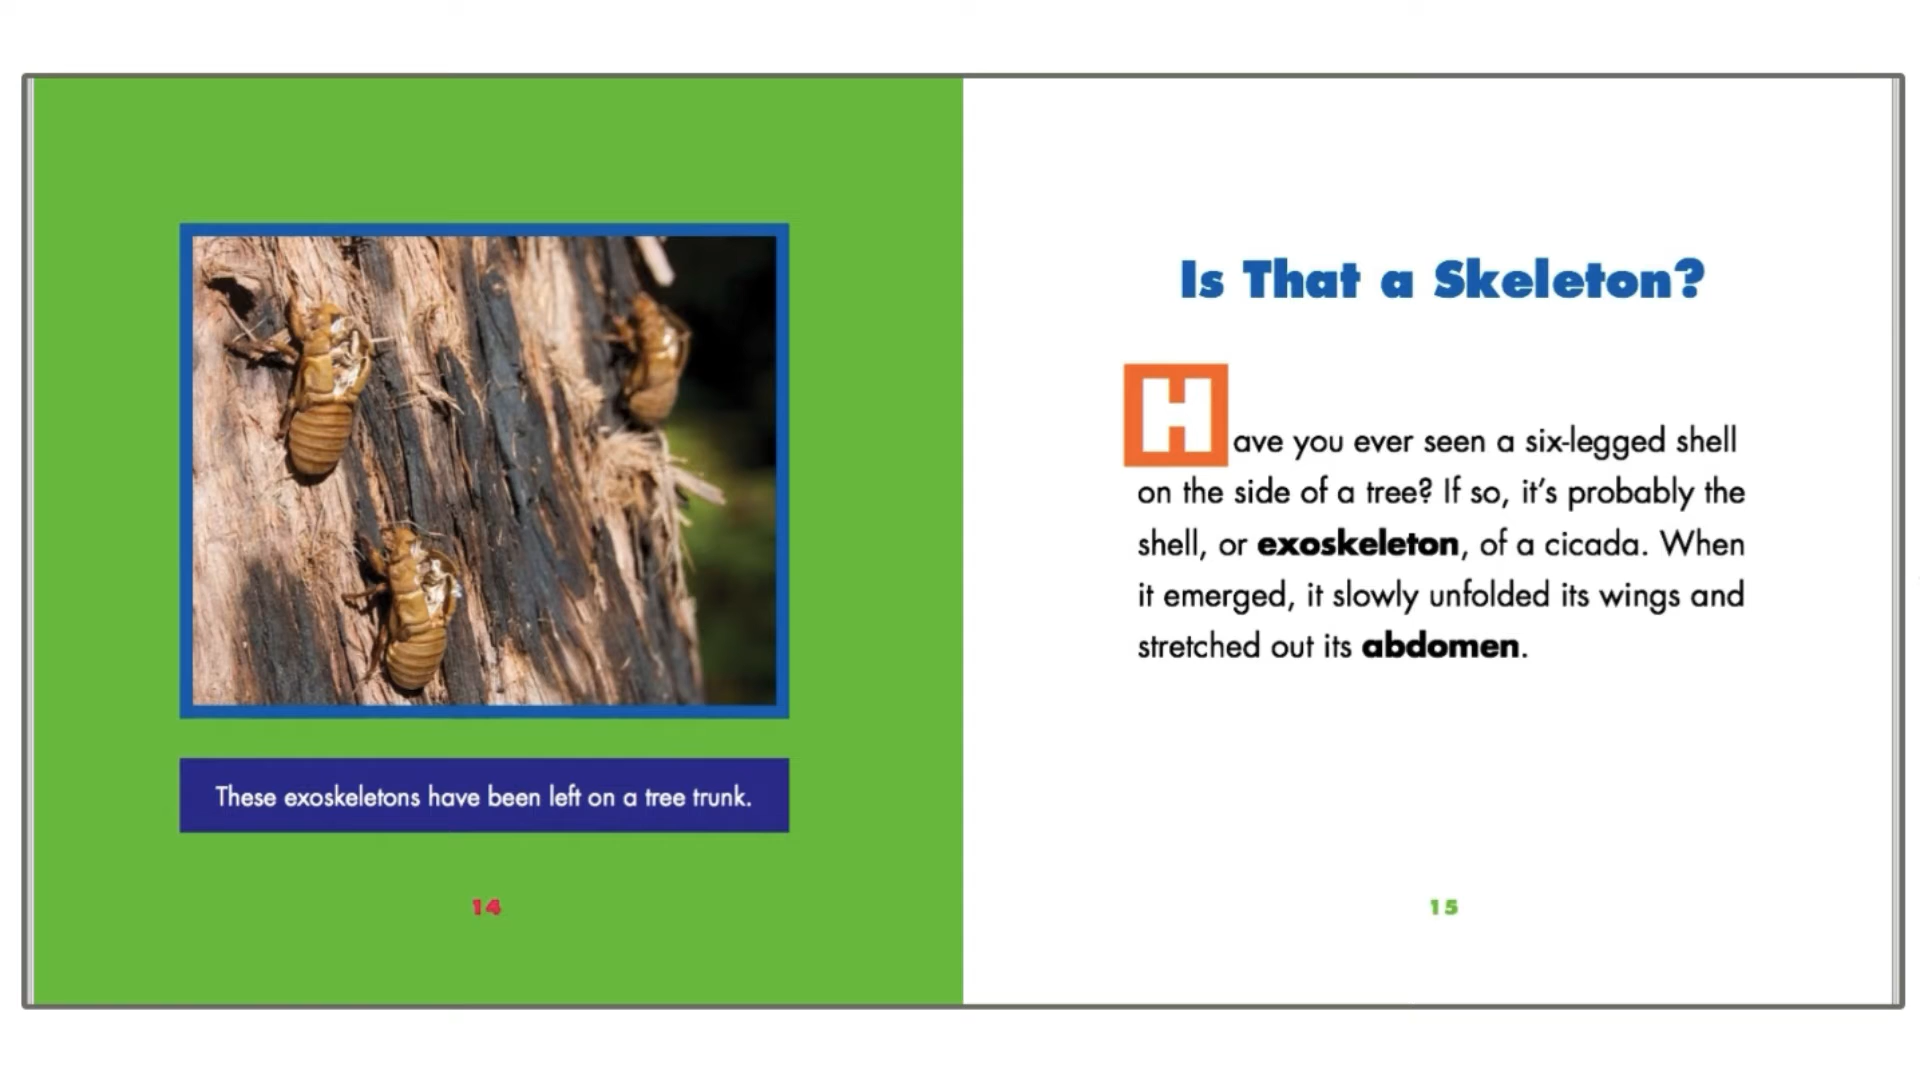 These exoskeletons have been left on a tree trunk.
14
Is That a Skeleton?
Have you ever seen a six-legged shell
on the side of a tree? If so, it's probably the
shell, or exoskeleton, of a cicada. When
it emerged, it slowly unfolded its wings and
stretched out its abdomen.
15